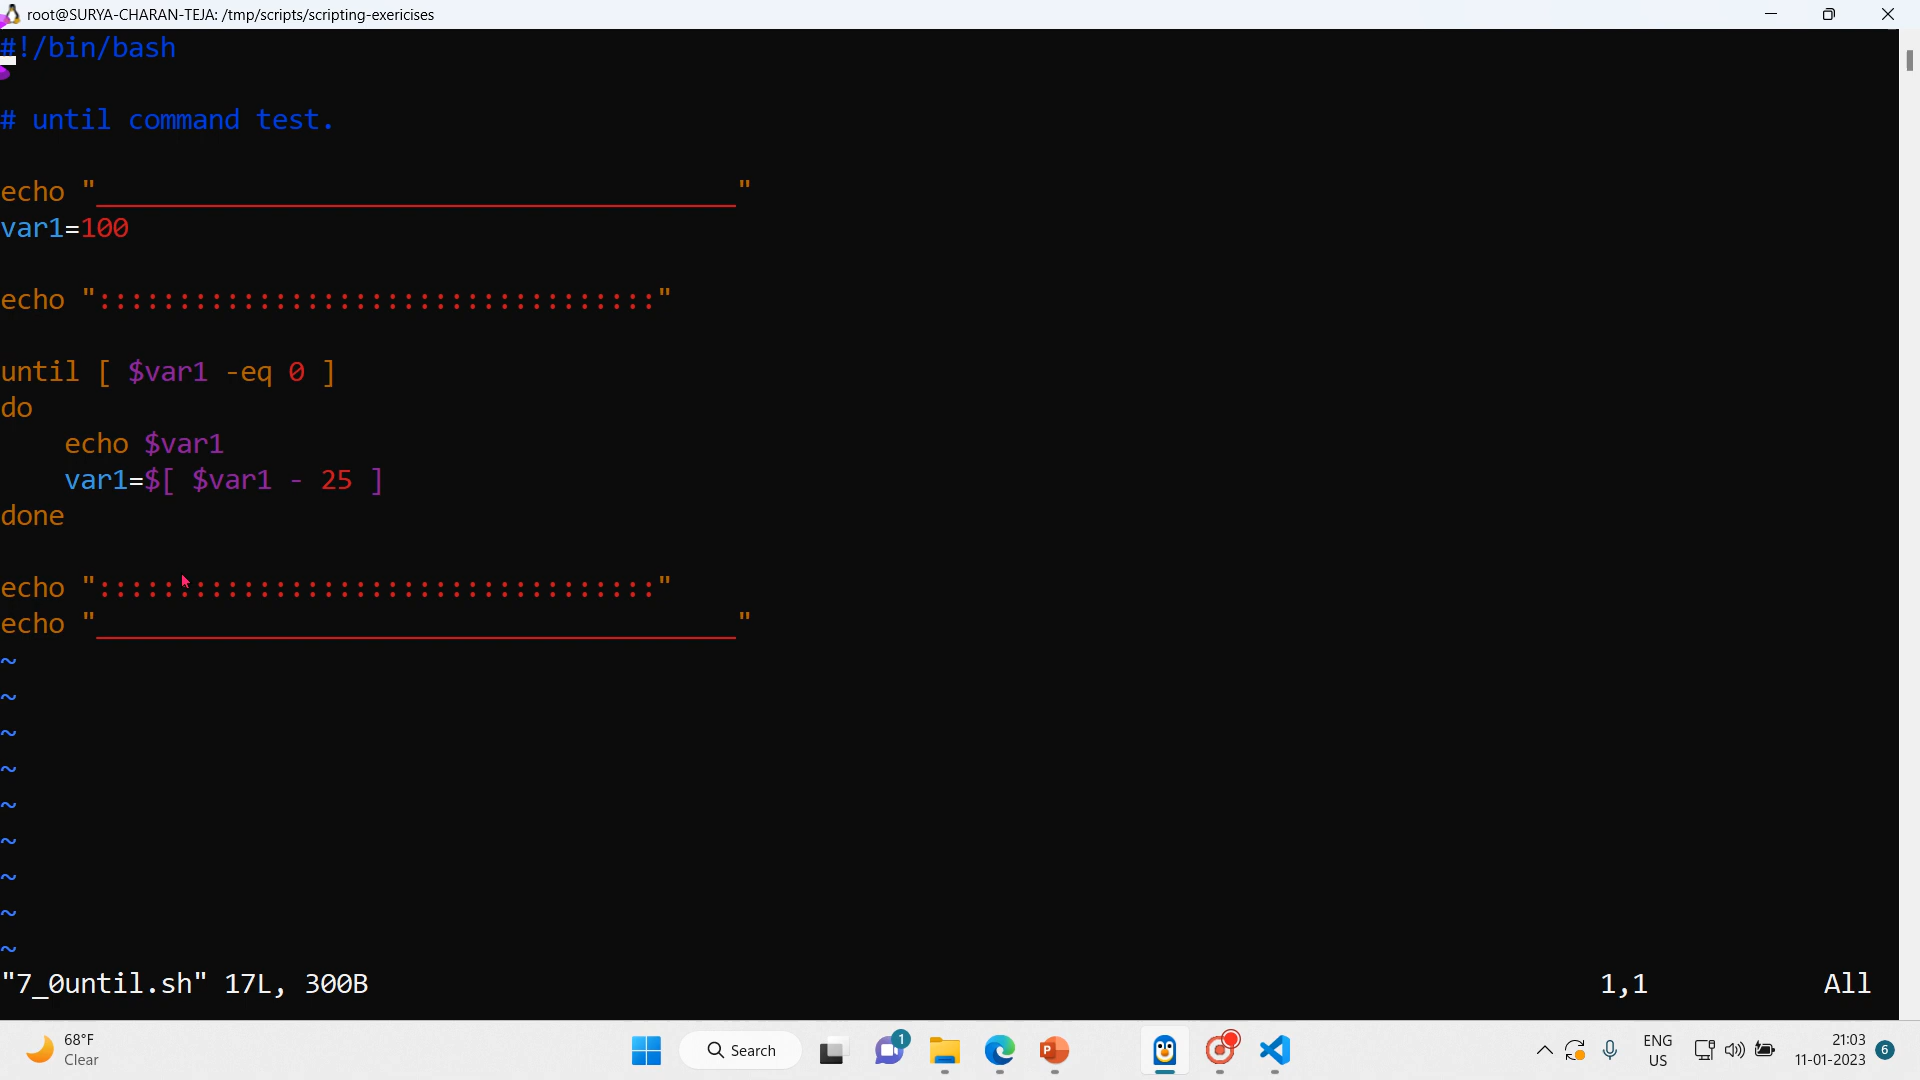 root@SURYA-CHARAN-TEJA: /tmp/scripts/scripting-exericises
#!/bin/bash
# until command test.
echo "________________________________________"
var1=100
echo ":::::::::::::::::::::::::::::::::::"
until [ $var1 -eq 0 ]
do
    echo $var1
    var1=$[ $var1 - 25 ]
done
echo ":::::::::::::::::::::::::::::::::::"
echo "________________________________________"
~
~
~
~
~
~
~
~
~
"7_0until.sh" 17L, 300B 1,1 All
68°F
Clear
Search
1
ENG
US
21:03
11-01-2023
6